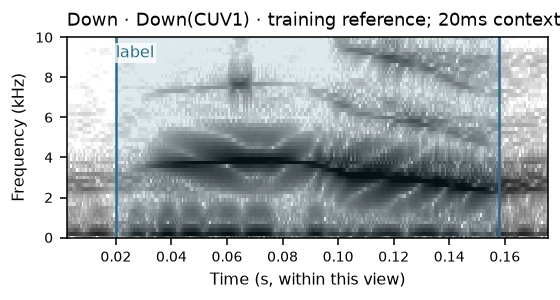 Down · Down(CUV1) · training reference; 20ms context
label
Frequency (kHz)
10
8
6
4
2
0
0.02 0.04 0.06 0.08 0.10 0.12 0.14 0.16
Time (s, within this view)